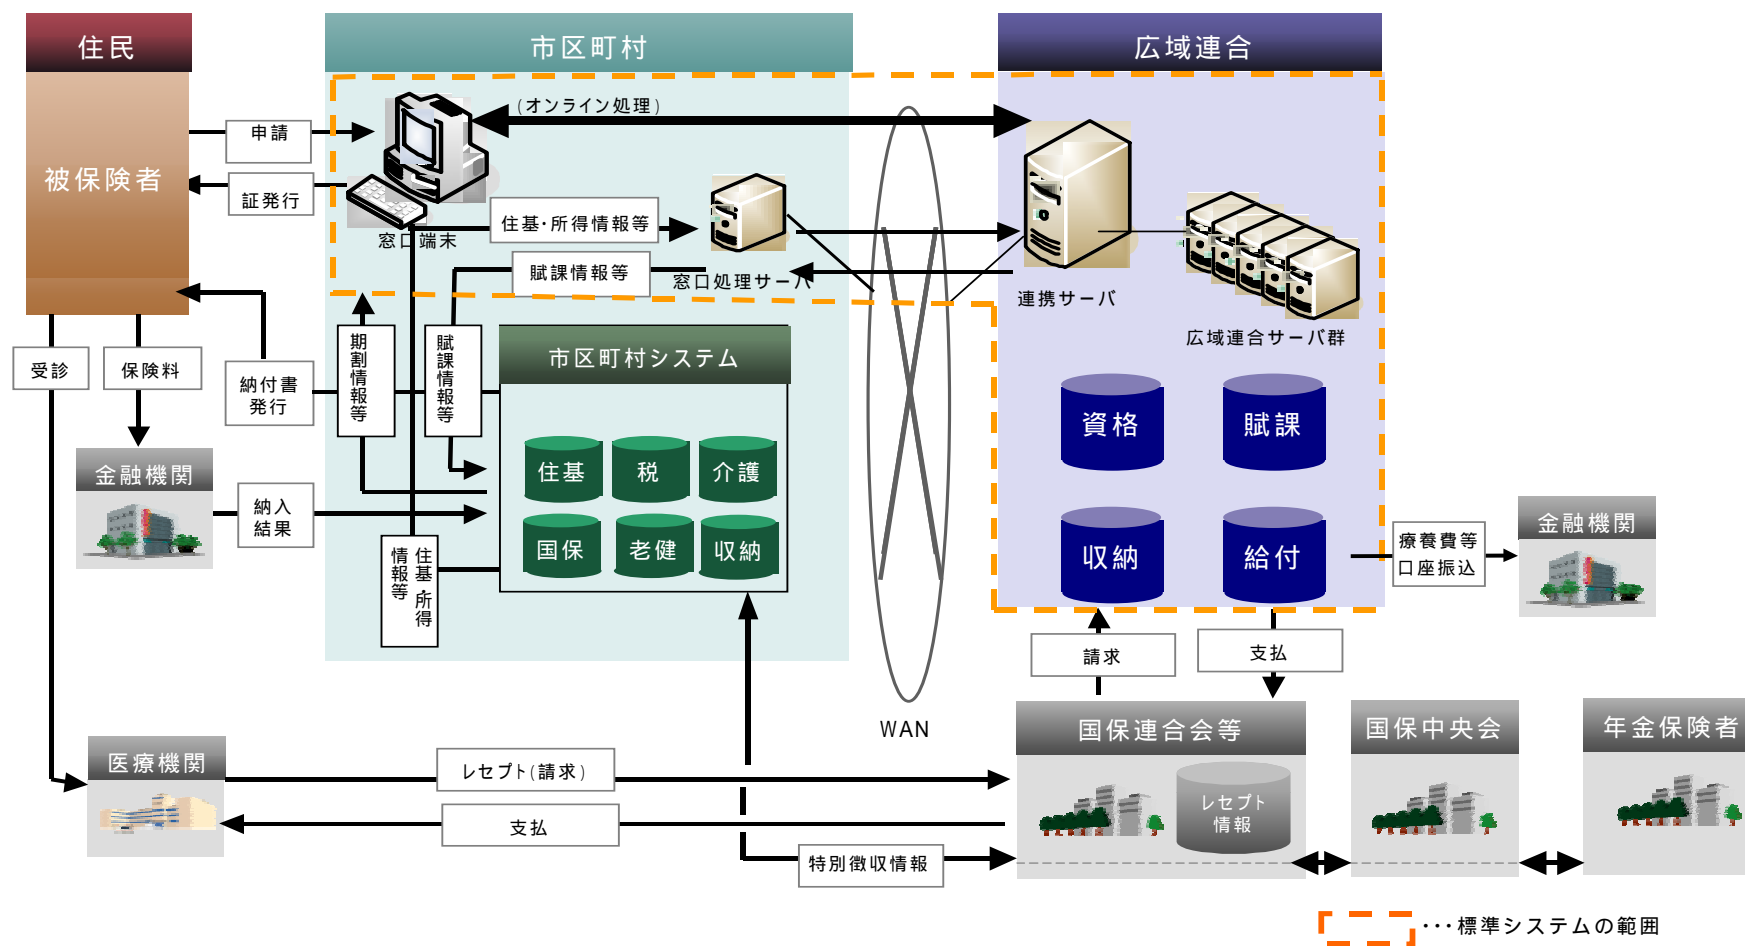 住民
市区町村
広域連合
(オンライン処理)
申請
被保険者
証発行
窓口端末
住基・所得情報等
賦課情報等
窓口処理サーバ
連携サーバ
広域連合サーバ群
受診
保険料
納付書
発行
期割情報等
賦課情報等
市区町村システム
住基
税
介護
国保
老健
収納
資格
賦課
収納
給付
金融機関
納入
結果
住基・所得
情報等
療養費等
口座振込
金融機関
請求
支払
WAN
国保連合会等
国保中央会
年金保険者
医療機関
レセプト(請求)
レセプト
情報
支払
特別徴収情報
・・・標準システムの範囲